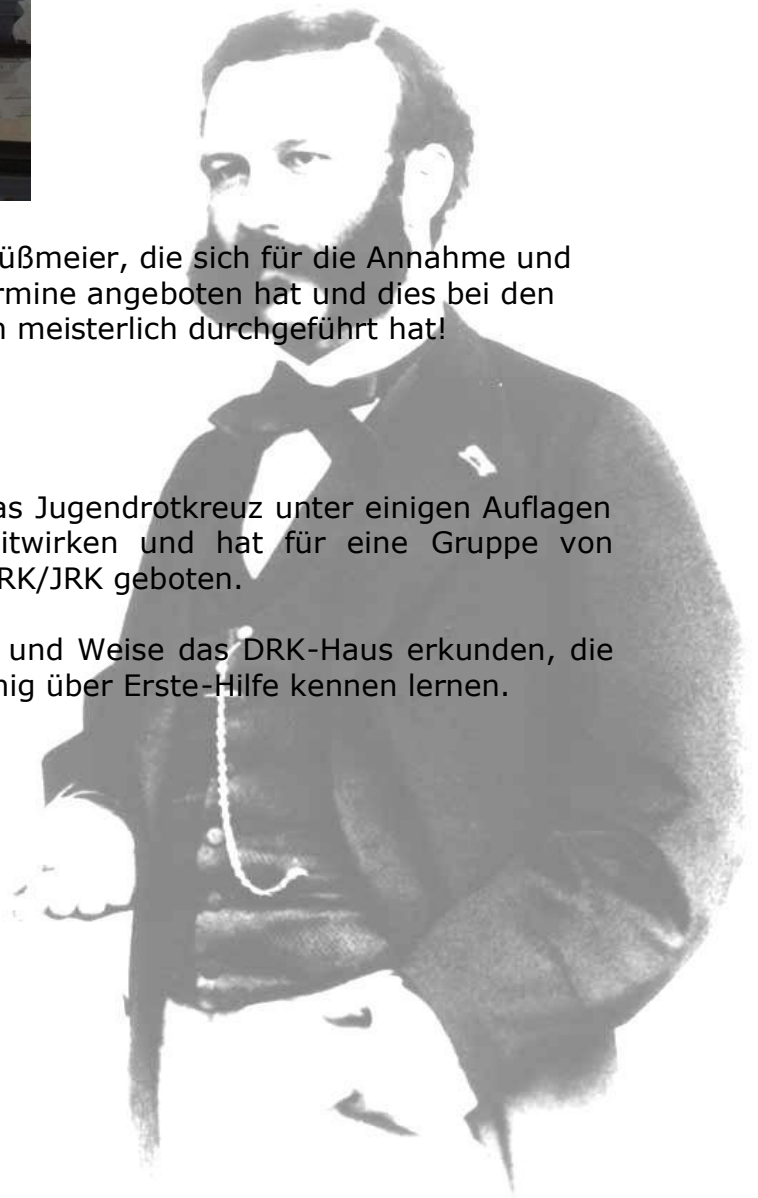 üßmeier, die sich für die Annahme und
rmine angeboten hat und dies bei den
n meisterlich durchgeführt hat!
as Jugendrotkreuz unter einigen Auflagen
itwirken und hat für eine Gruppe von
RK/JRK geboten.
und Weise das DRK-Haus erkunden, die
nig über Erste-Hilfe kennen lernen.